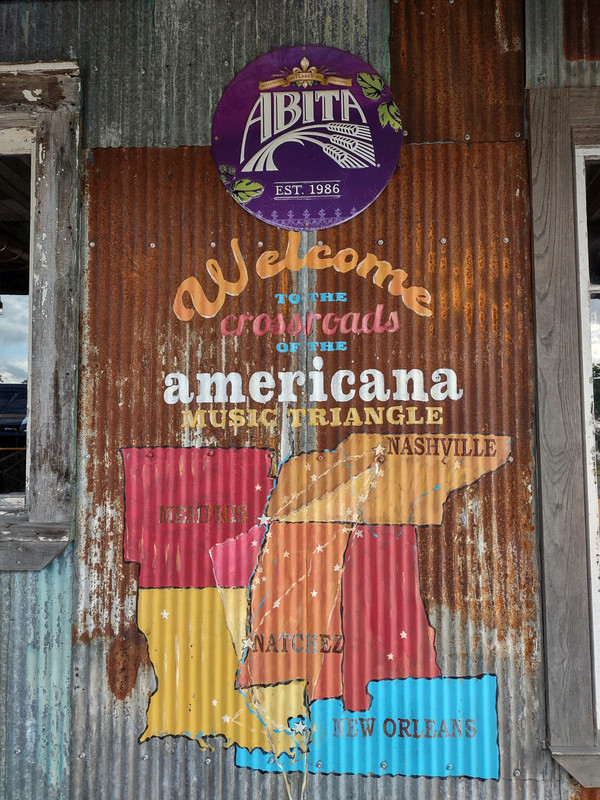 ABITA
EST. 1986
Welcome
TO THE
crossroads
OF THE
americana
MUSIC TRIANGLE
NASHVILLE
MEMPHIS
NATCHEZ
NEW ORLEANS